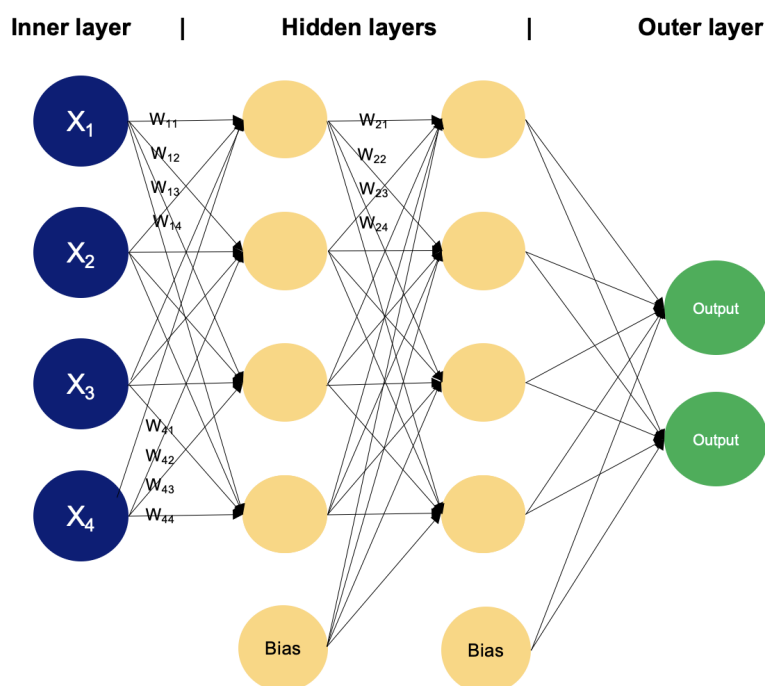 Inner layer | Hidden layers | Outer layer
X₁
W₁₁
W₁₂
W₁₃
W₁₄
W₂₁
W₂₂
W₂₃
W₂₄
X₂
X₃
W₄₁
W₄₂
W₄₃
W₄₄
X₄
Output
Output
Bias
Bias